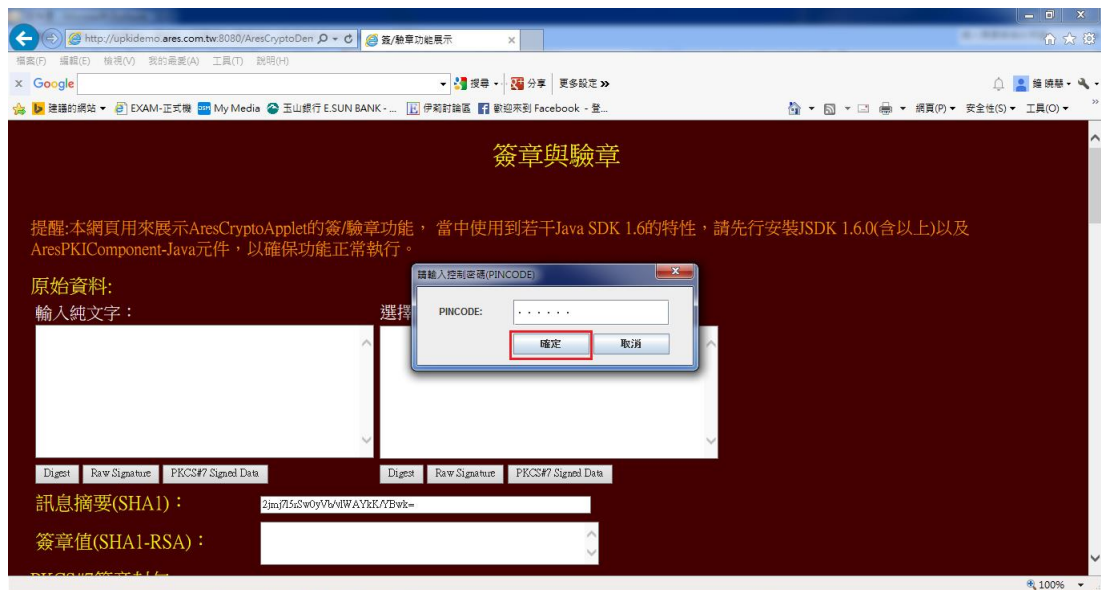 http://upkidemo.ares.com.tw:8080/AresCryptoDen
簽/驗章功能展示
檔案(F) 編輯(E) 檢視(V) 我的最愛(A) 工具(T) 說明(H)
x Google 搜尋 分享 更多設定 »
建議的網站 EXAM-正式機 My Media 玉山銀行 E.SUN BANK - ... 伊莉討論區 歡迎來到 Facebook - 登... 網頁(P) 安全性(S) 工具(O) »
簽章與驗章
提醒:本網頁用來展示AresCryptoApplet的簽/驗章功能， 當中使用到若干Java SDK 1.6的特性，請先行安裝JSDK 1.6.0(含以上)以及
AresPKIComponent-Java元件，以確保功能正常執行。
請輸入控制密碼(PINCODE)
PINCODE: ......
確定 取消
原始資料:
輸入純文字： 選擇
Digest Raw Signature PKCS#7 Signed Data Digest Raw Signature PKCS#7 Signed Data
訊息摘要(SHA1)：
簽章值(SHA1-RSA)：
100%